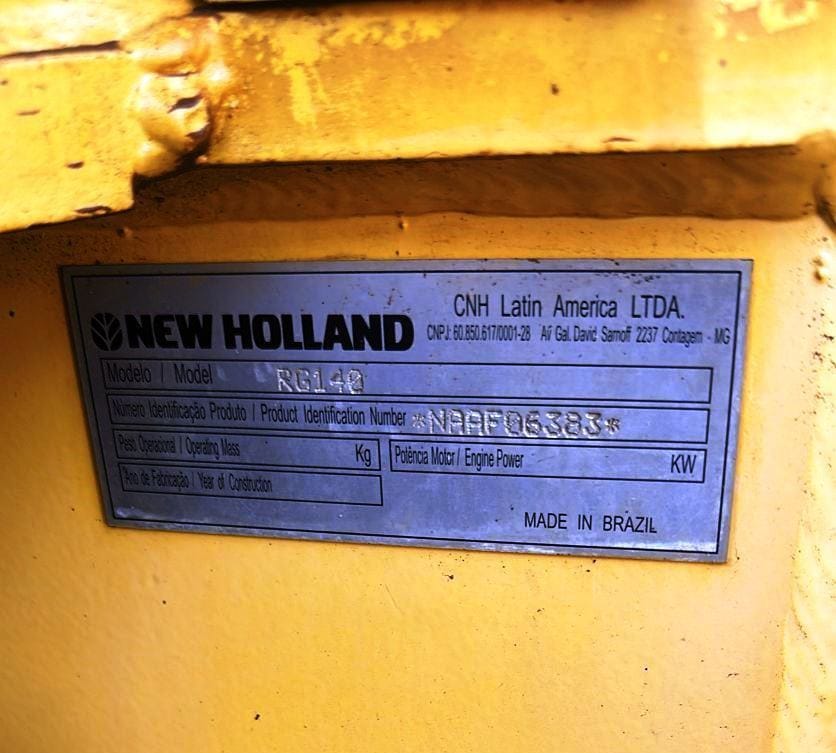 NEW HOLLAND
CNH Latin America LTDA.
CNPJ: 60.850.617/0001-28 Av Gal. David Sarnoff 2237 Contagem - MG
Modelo / Model RG140
Número Identificação Produto / Product Identification Number *NAAF06383*
Peso Operacional / Operating Mass Kg
Potência Motor / Engine Power KW
Ano de Fabricação / Year of Construction
MADE IN BRAZIL